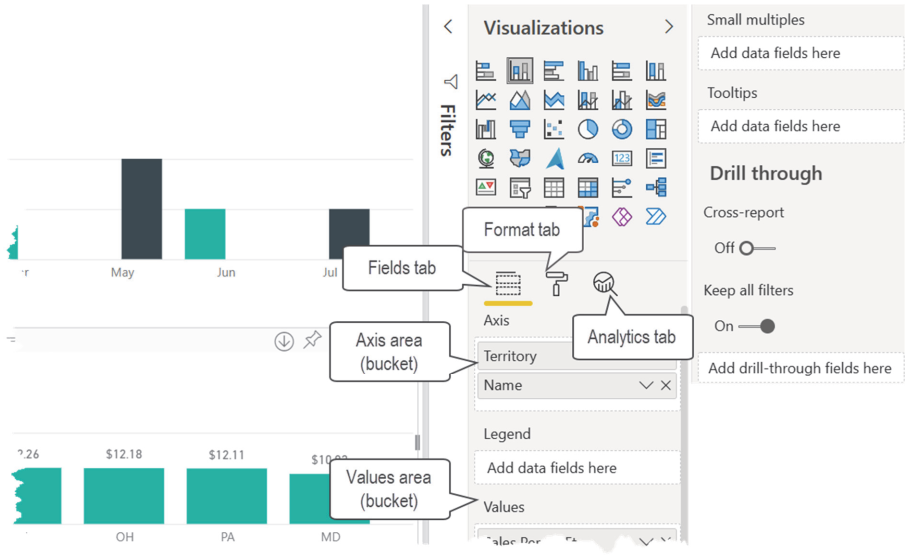 May
Jun
Jul
$12.18
$12.11
OH
PA
MD
Filters
Visualizations
123
Format tab
Fields tab
Analytics tab
Axis area
(bucket)
Values area
(bucket)
Axis
Territory
Name
Legend
Add data fields here
Values
Small multiples
Add data fields here
Tooltips
Add data fields here
Drill through
Cross-report
Off
Keep all filters
On
Add drill-through fields here